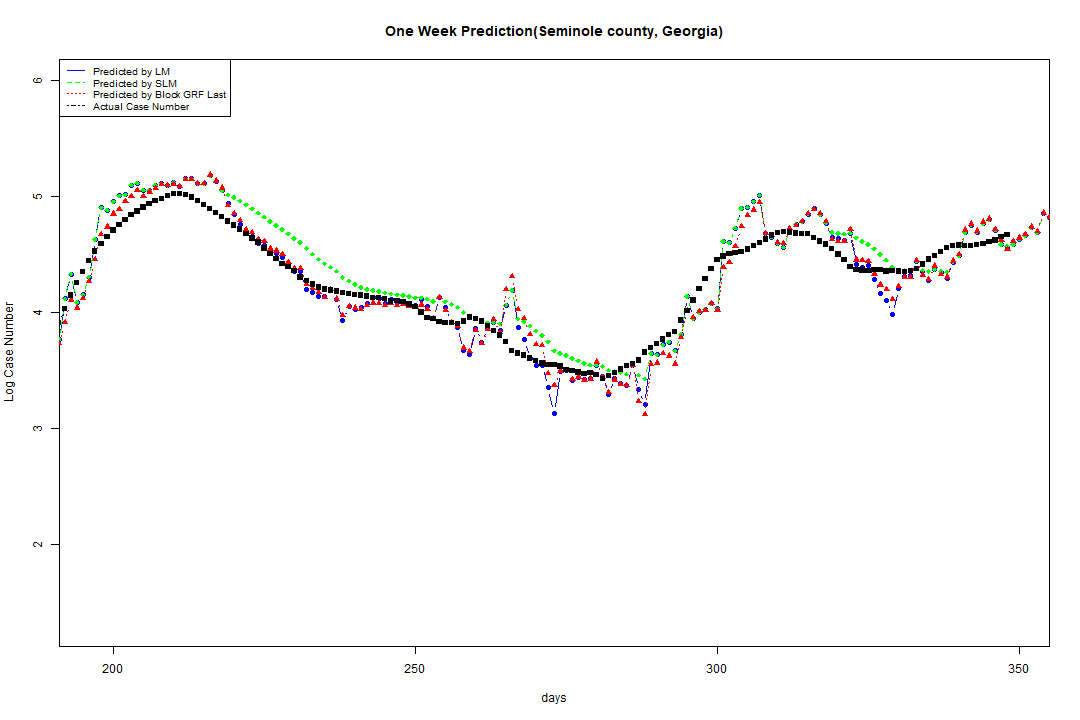 One Week Prediction(Seminole county, Georgia)
Predicted by LM
Predicted by SLM
Predicted by Block GRF Last
Actual Case Number
6
5
4
3
2
Log Case Number
200
250
300
350
days